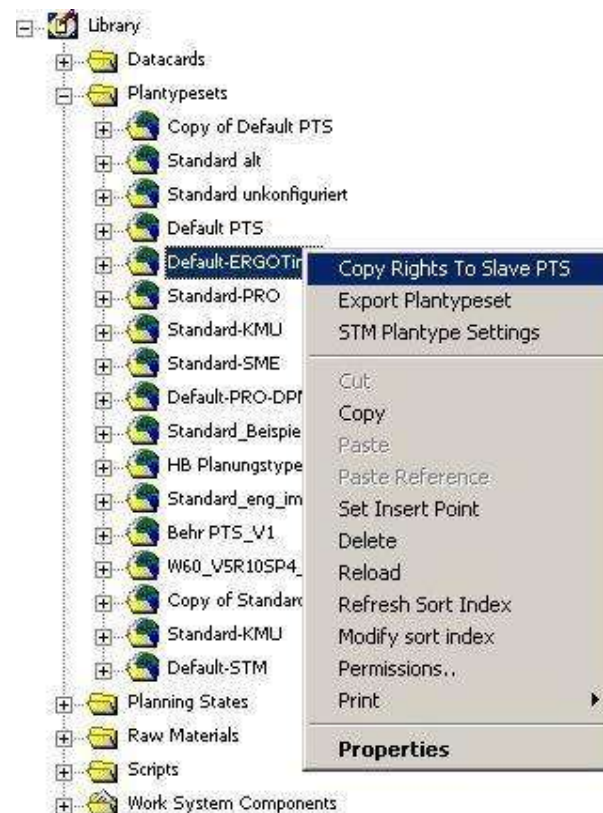 Library
Datacards
Plantypesets
Copy of Default PTS
Standard alt
Standard unkonfiguriert
Default PTS
Default-ERGOTim
Standard-PRO
Standard-KMU
Standard-SME
Default-PRO-DPM
Standard_Beispie
HB Planungstype
Standard_eng_im
Behr PTS_V1
W60_V5R10SP4_
Copy of Standard
Standard-KMU
Default-STM
Planning States
Raw Materials
Scripts
Work System Components
Copy Rights To Slave PTS
Export Plantypeset
STM Plantype Settings
Cut
Copy
Paste
Paste Reference
Set Insert Point
Delete
Reload
Refresh Sort Index
Modify sort index
Permissions..
Print
Properties